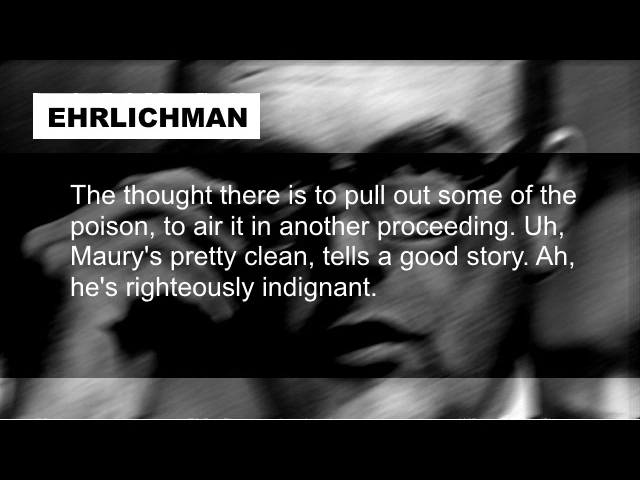 EHRLICHMAN
The thought there is to pull out some of the
poison, to air it in another proceeding. Uh,
Maury's pretty clean, tells a good story. Ah,
he's righteously indignant.